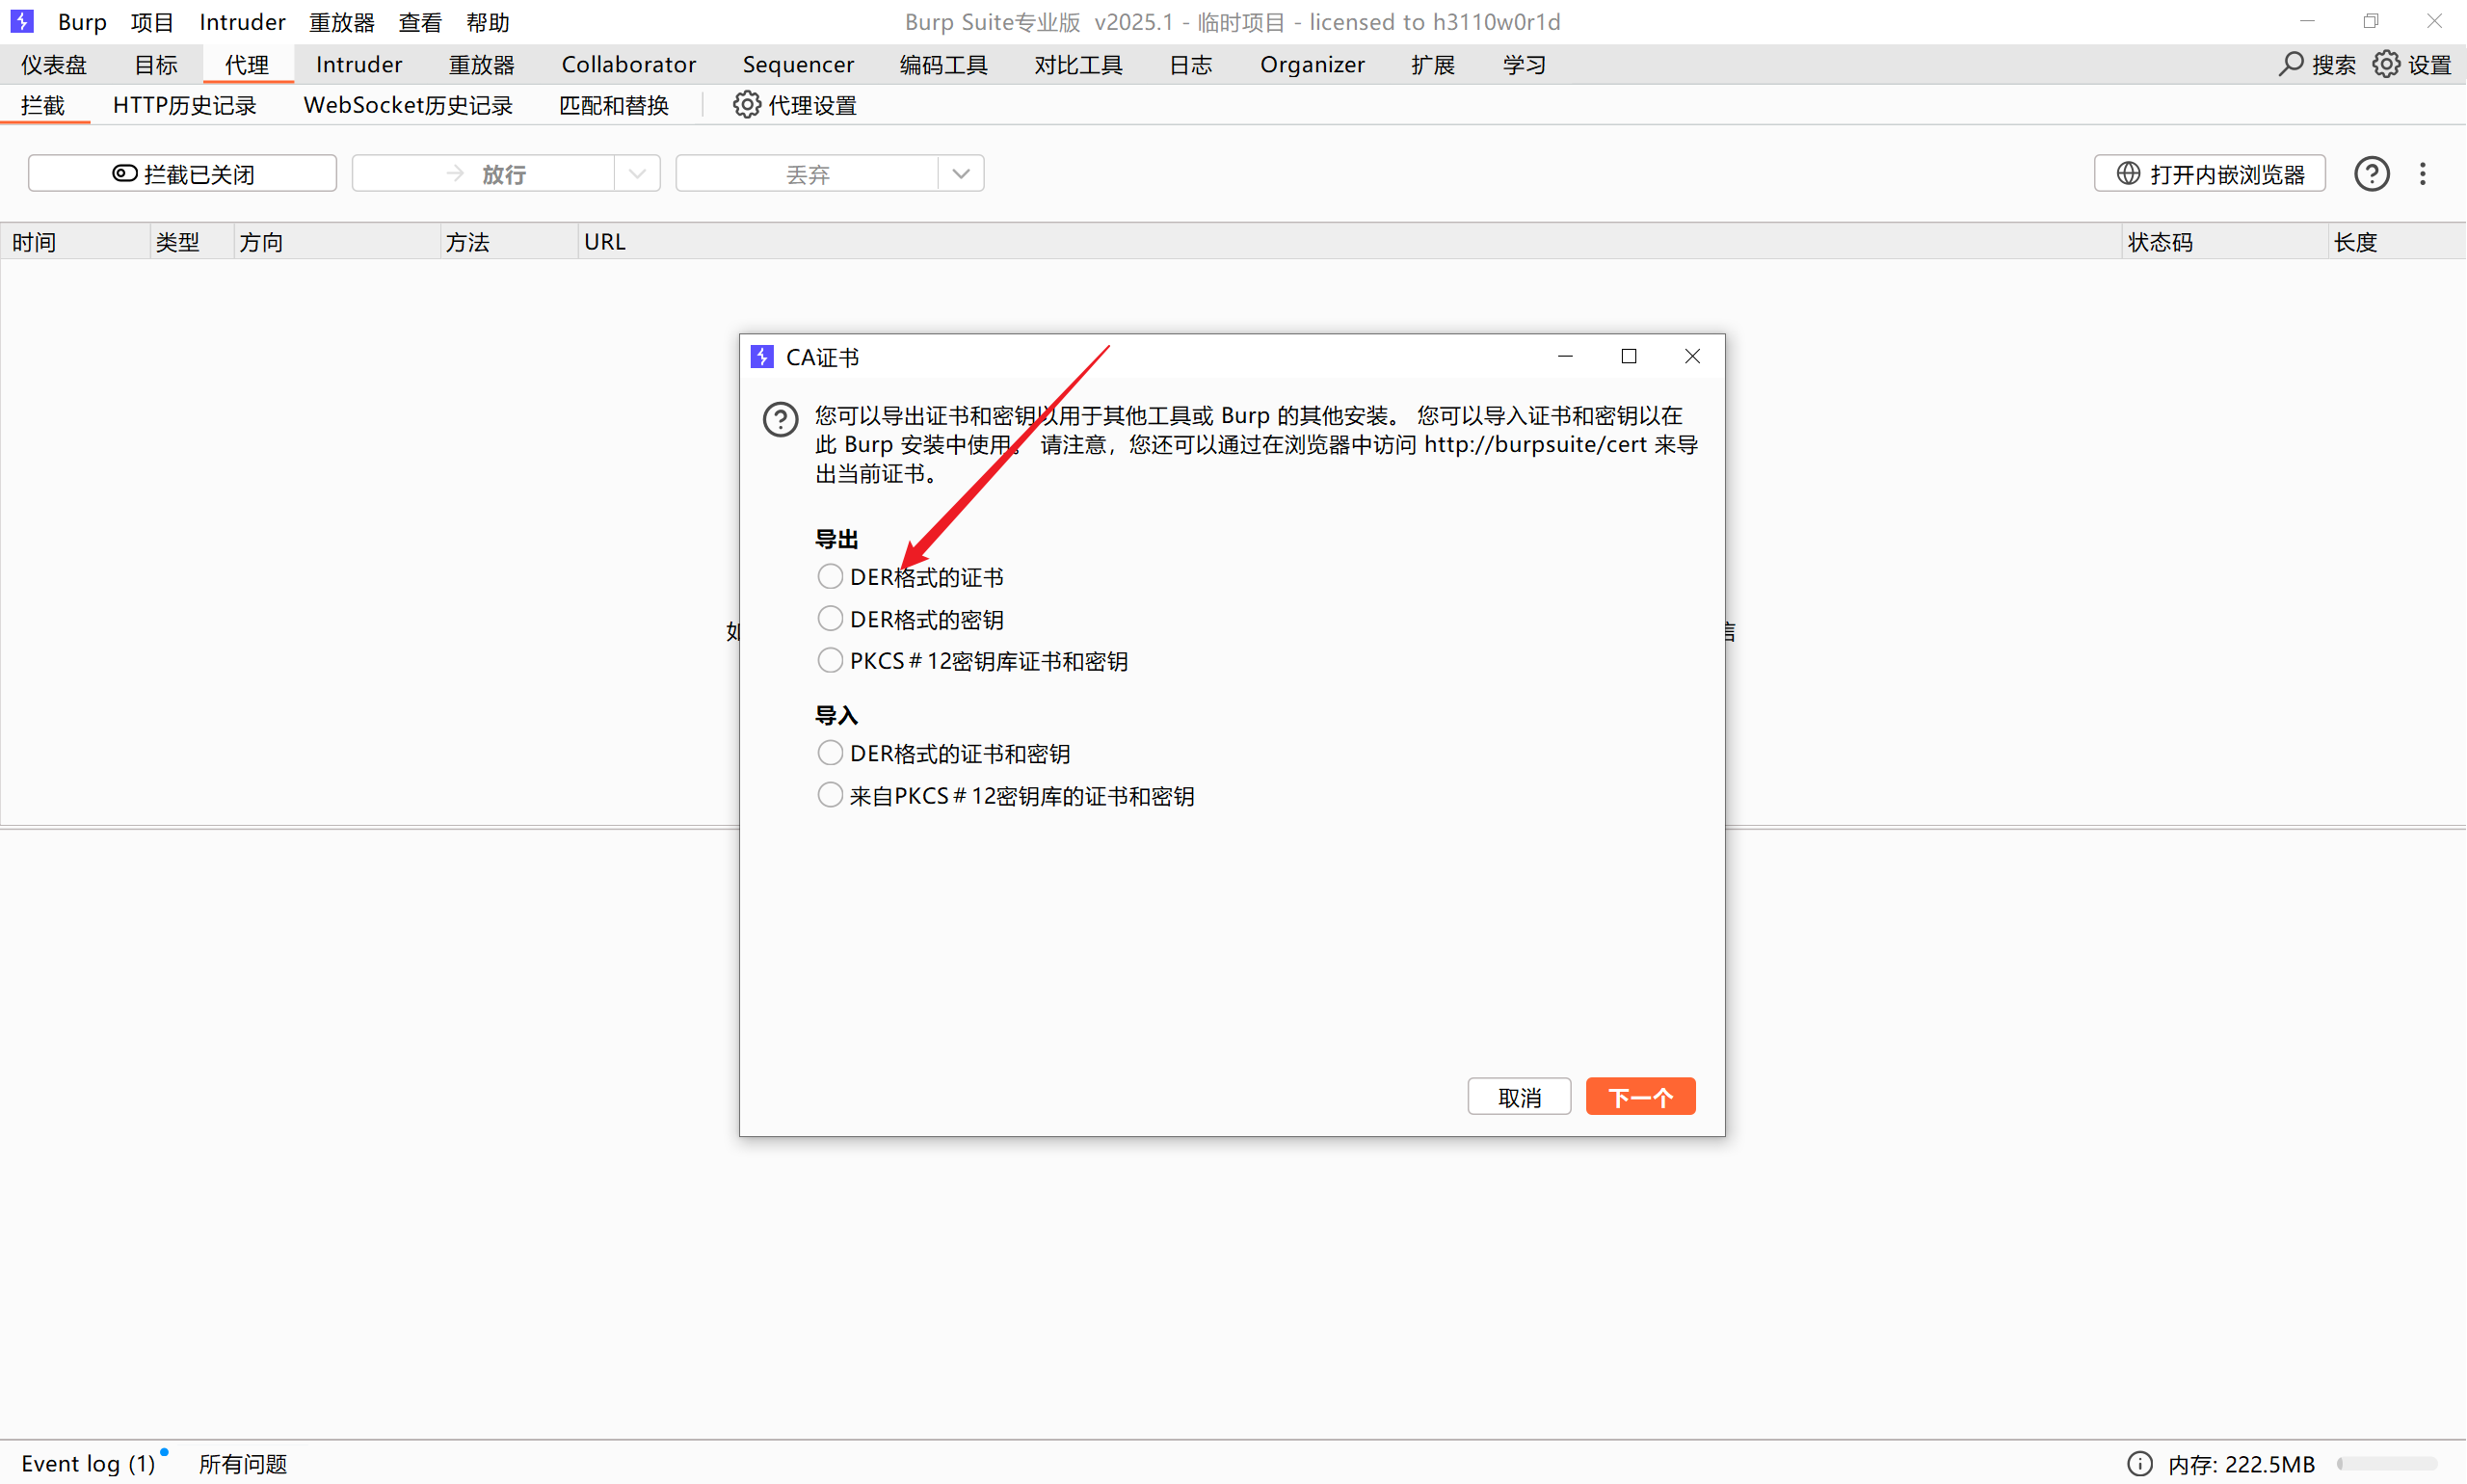 Burp 项目 Intruder 重放器 查看 帮助 Burp Suite专业版 v2025.1 - 临时项目 - licensed to h3110w0r1d
仪表盘 目标 代理 Intruder 重放器 Collaborator Sequencer 编码工具 对比工具 日志 Organizer 扩展 学习 搜索 设置
拦截 HTTP历史记录 WebSocket历史记录 匹配和替换 代理设置
拦截已关闭 放行 丢弃 打开内嵌浏览器
时间 类型 方向 方法 URL 状态码 长度
CA证书
您可以导出证书和密钥以用于其他工具或 Burp 的其他安装。 您可以导入证书和密钥以在
此 Burp 安装中使用。 请注意，您还可以通过在浏览器中访问 http://burpsuite/cert 来导
出当前证书。
导出
DER格式的证书
DER格式的密钥
PKCS＃12密钥库证书和密钥
导入
DER格式的证书和密钥
来自PKCS＃12密钥库的证书和密钥
取消 下一个
Event log (1) 所有问题 内存: 222.5MB